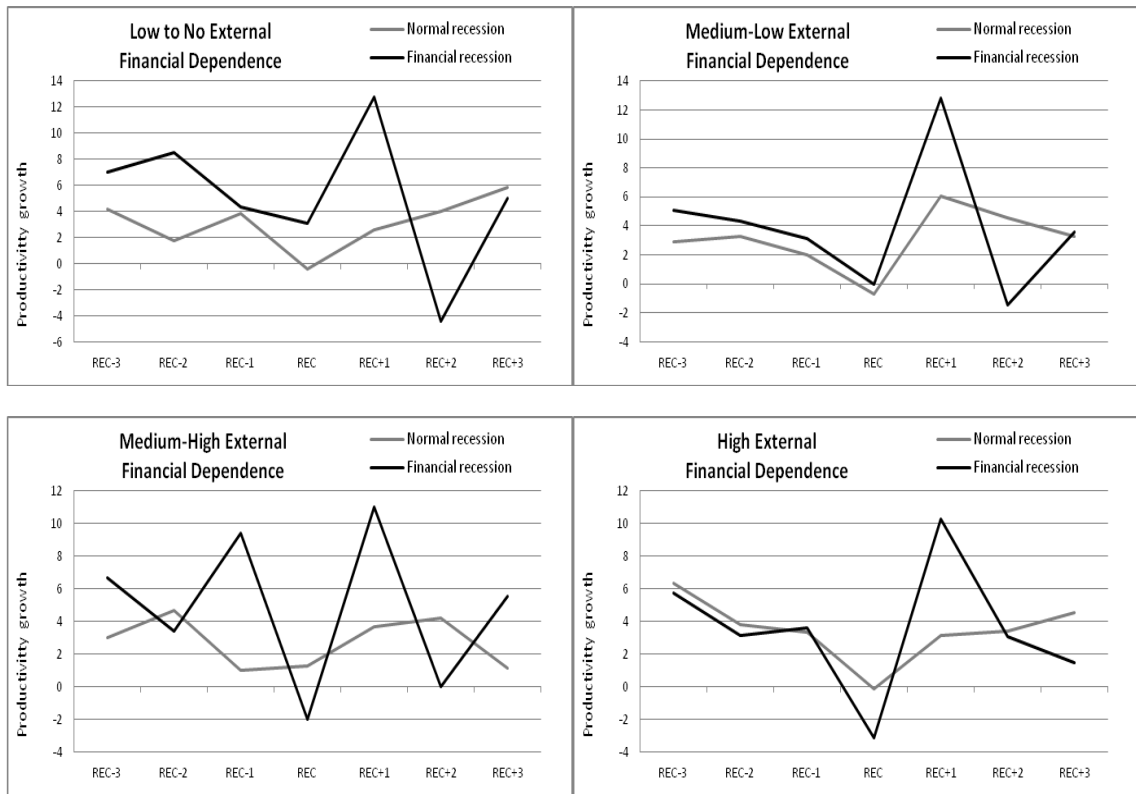 Low to No External
Financial Dependence
Normal recession
Financial recession
Productivitty growth
14
12
10
8
6
4
2
0
-2
-4
-6
REC-3 REC-2 REC-1 REC REC+1 REC+2 REC+3
Medium-Low External
Financial Dependence
Normal recession
Financial recession
Productivitty growth
14
12
10
8
6
4
2
0
-2
-4
REC-3 REC-2 REC-1 REC REC+1 REC+2 REC+3
Medium-High External
Financial Dependence
Normal recession
Financial recession
Productivitty growth
12
10
8
6
4
2
0
-2
-4
REC-3 REC-2 REC-1 REC REC+1 REC+2 REC+3
High External
Financial Dependence
Normal recession
Financial recession
Productivitty growth
12
10
8
6
4
2
0
-2
-4
REC-3 REC-2 REC-1 REC REC+1 REC+2 REC+3